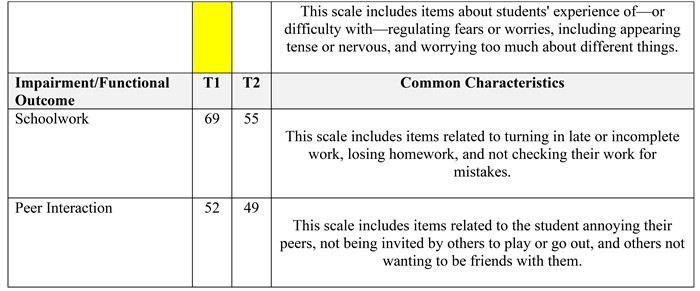 This scale includes items about students' experience of—or
difficulty with—regulating fears or worries, including appearing
tense or nervous, and worrying too much about different things.
Impairment/Functional Outcome T1 T2 Common Characteristics
Schoolwork 69 55
This scale includes items related to turning in late or incomplete
work, losing homework, and not checking their work for
mistakes.
Peer Interaction 52 49
This scale includes items related to the student annoying their
peers, not being invited by others to play or go out, and others not
wanting to be friends with them.